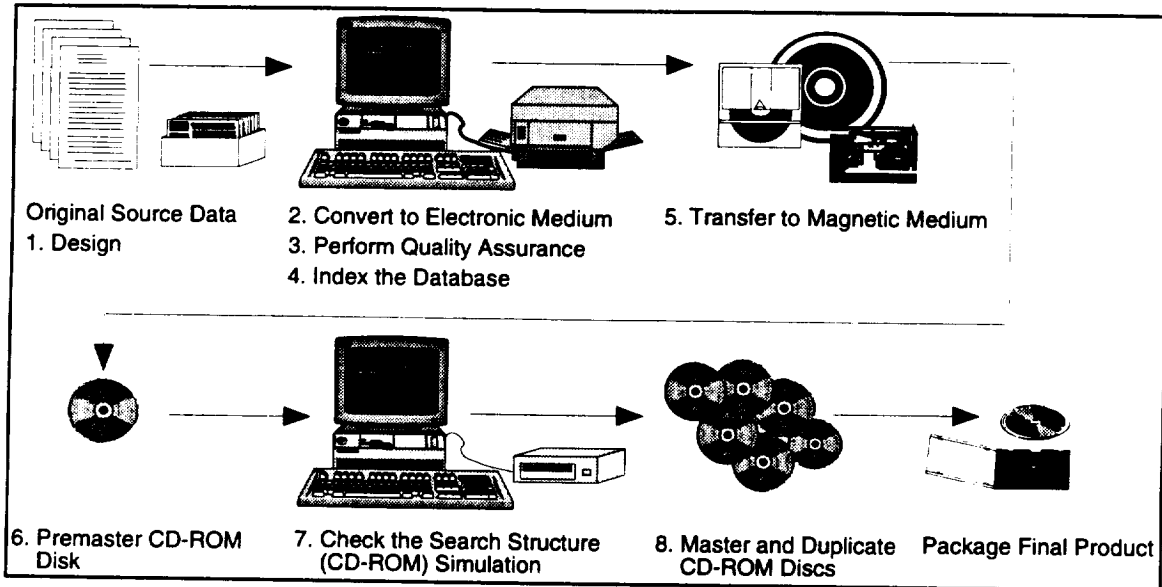 Original Source Data
1. Design
2. Convert to Electronic Medium
3. Perform Quality Assurance
4. Index the Database
5. Transfer to Magnetic Medium
6. Premaster CD-ROM
Disk
7. Check the Search Structure
(CD-ROM) Simulation
8. Master and Duplicate
CD-ROM Discs
Package Final Product